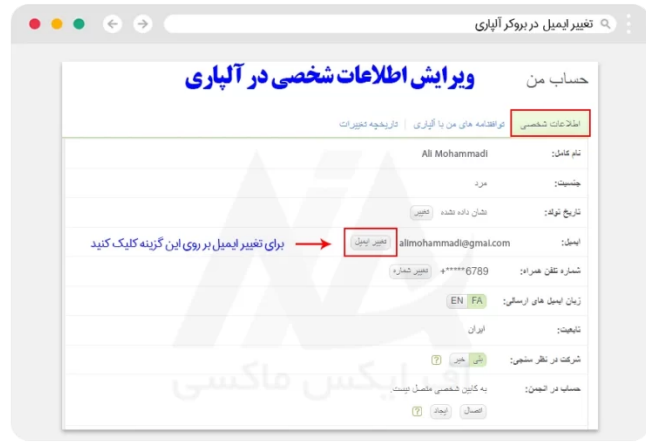 تغییر ایمیل در بروکر آلپاری
حساب من
ویرایش اطلاعات شخصی در آلپاری
اطلاعات شخصی
توافقنامه های من با آلپاری | تاریخچه تغییرات
نام کامل: Ali Mohammadi
جنسیت: مرد
تاریخ تولد: نشان داده نشده تغییر
ایمیل: alimohammadi@gmai.com تغییر ایمیل
برای تغییر ایمیل بر روی این گزینه کلیک کنید
شماره تلفن همراه: +*****6789 تغییر شماره
زبان ایمیل های ارسالی: FA EN
تابعیت: ایران
شرکت در نظر سنجی: بلی خیر ?
حساب در انجمن: به کابین شخصی متصل نیست.
اتصال ایجاد ?
اف ایکس ماکسی